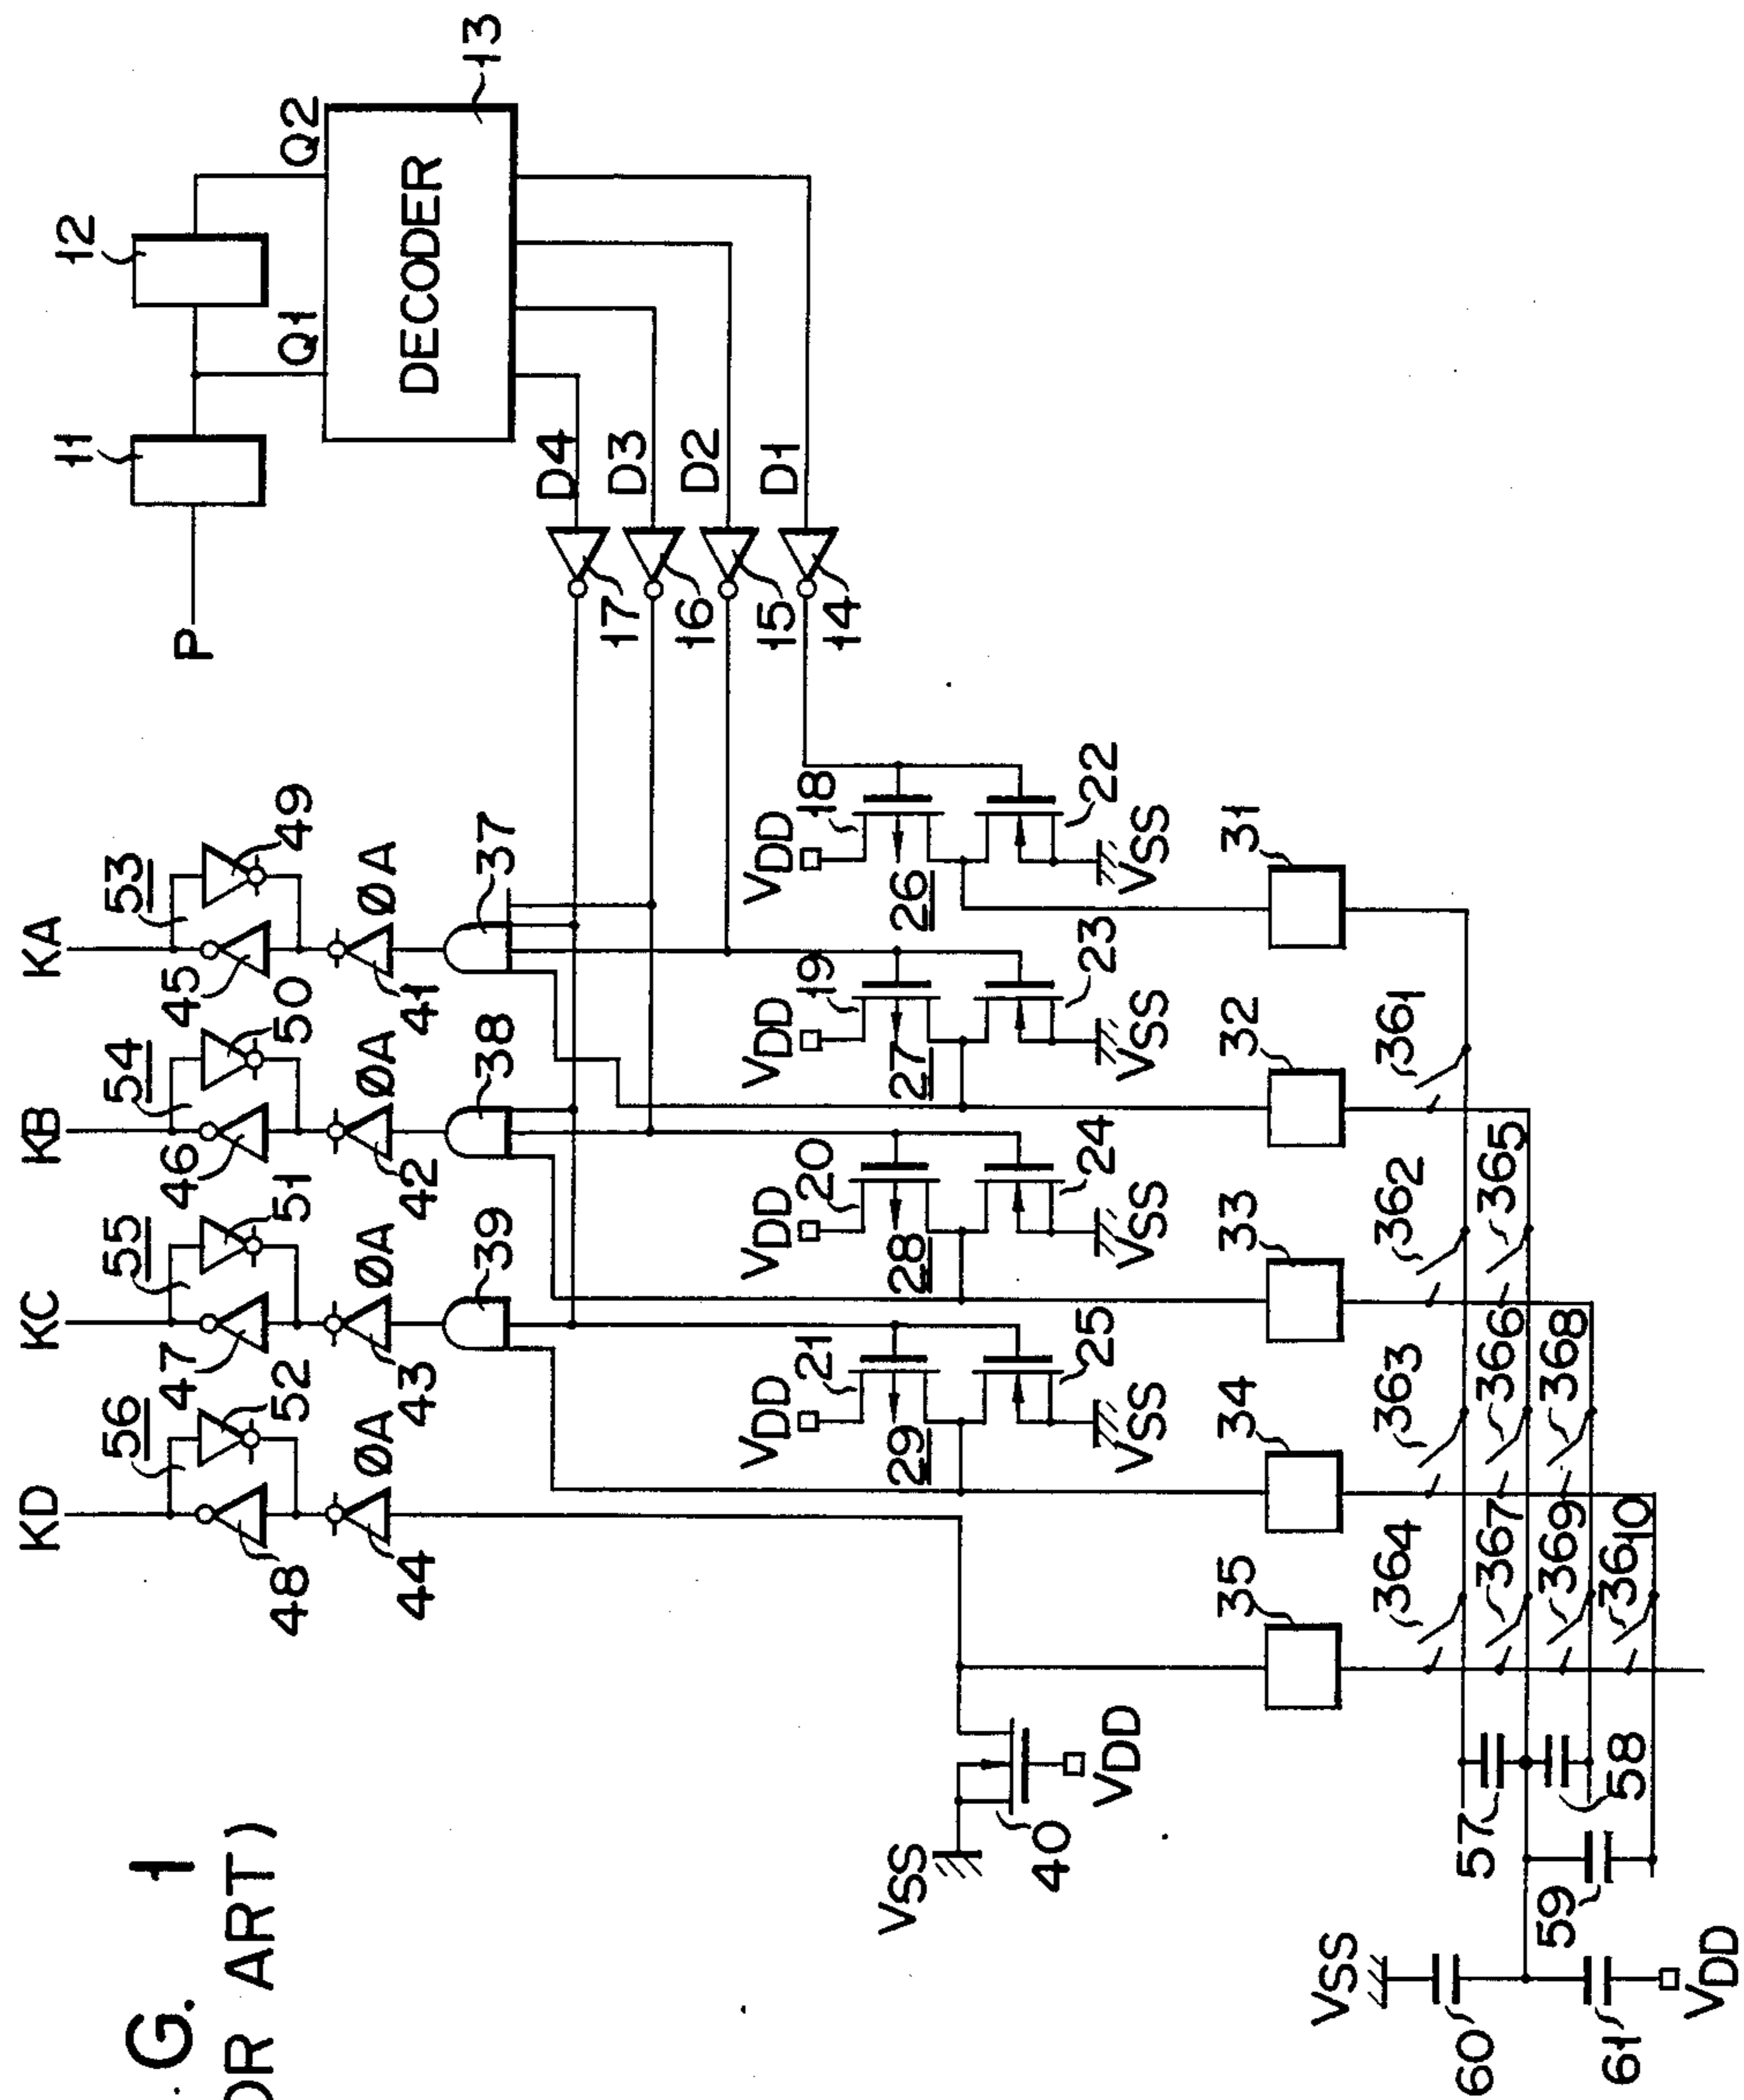 FIG. 1
(PRIOR ART)
KD
KC
KB
KA
P
11
12
13
Q1
Q2
DECODER
56
55
54
53
48
52
47
51
46
50
45
49
44
ØA
43
ØA
42
ØA
41
ØA
39
38
37
D4
D3
D2
D1
17
16
15
14
VDD
21
VDD
20
VDD
19
VDD
18
29
28
27
26
25
24
23
22
VSS
VSS
VSS
VSS
VSS
40
VDD
35
34
33
32
31
364
363
362
361
367
366
365
369
368
3610
57
58
59
VSS
60
61
VDD